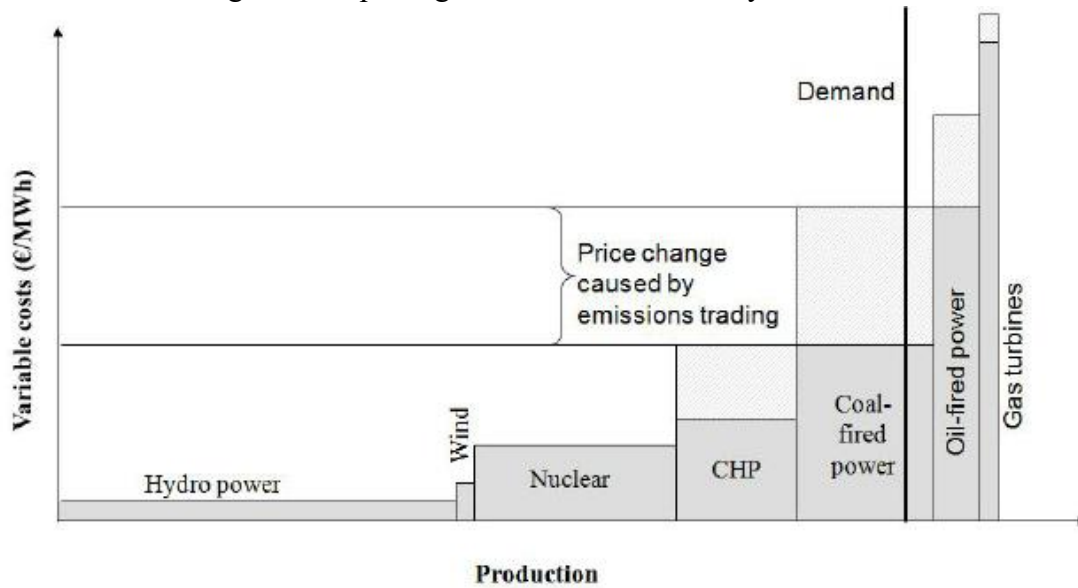 Demand
Variable costs (€/MWh)
Price change
caused by
emissions trading
Hydro power
Wind
Nuclear
CHP
Coal-
fired
power
Oil-fired power
Gas turbines
Production